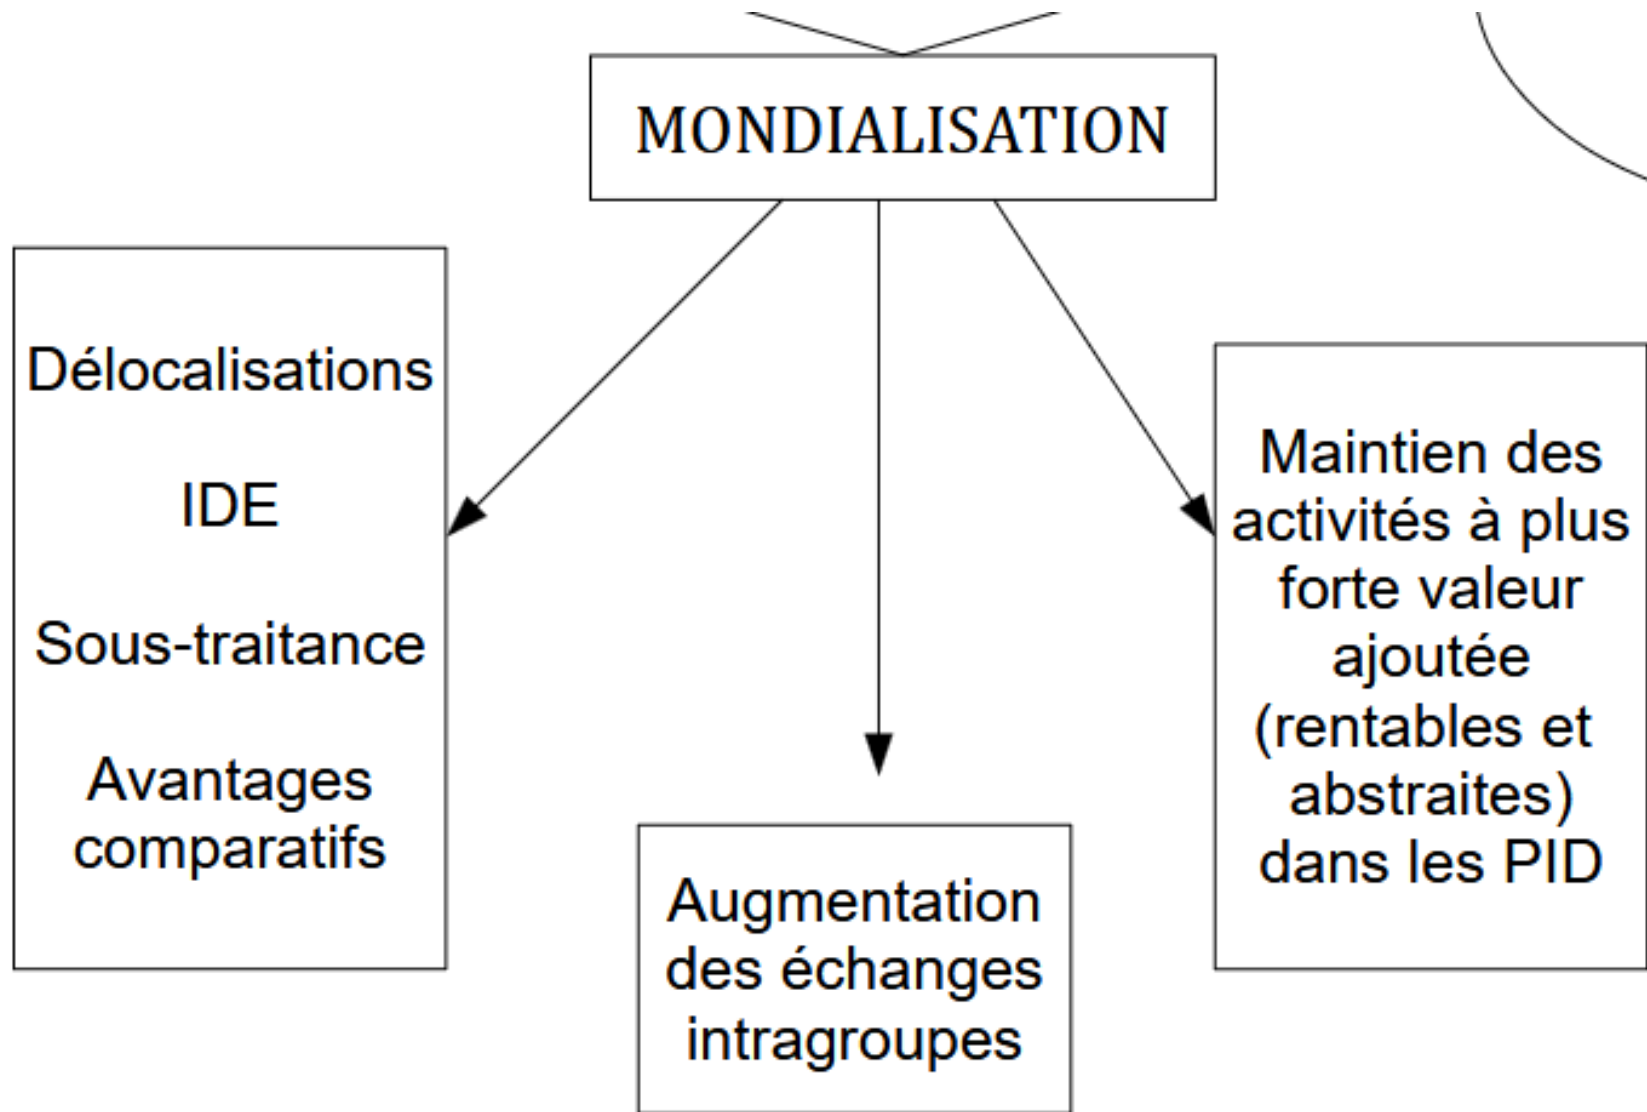 MONDIALISATION
Délocalisations
IDE
Sous-traitance
Avantages
comparatifs
Augmentation
des échanges
intragroupes
Maintien des
activités à plus
forte valeur
ajoutée
(rentables et
abstraites)
dans les PID